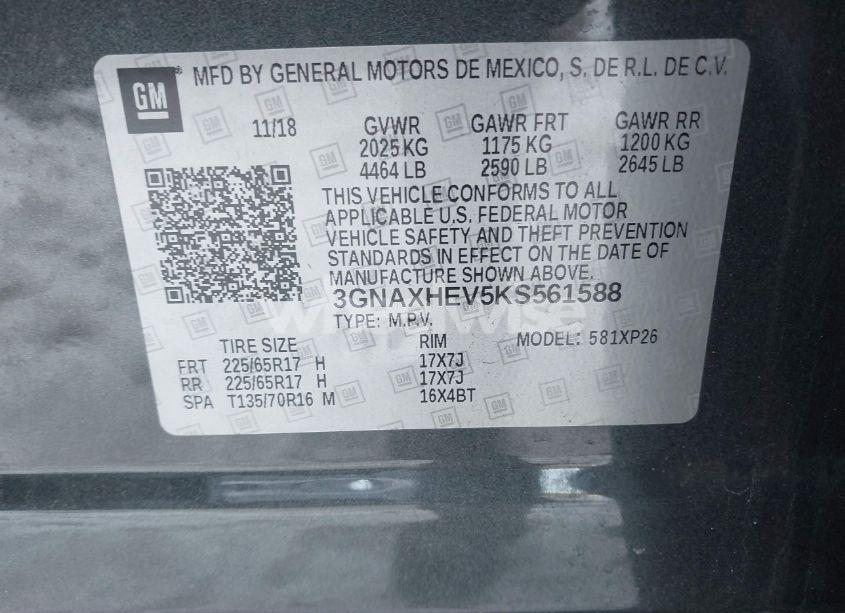 GM ® MFD BY GENERAL MOTORS DE MEXICO, S. DE R.L. DE C.V.
11/18 GVWR GAWR FRT GAWR RR
2025 KG 1175 KG 1200 KG
4464 LB 2590 LB 2645 LB
THIS VEHICLE CONFORMS TO ALL
APPLICABLE U.S. FEDERAL MOTOR
VEHICLE SAFETY AND THEFT PREVENTION
STANDARDS IN EFFECT ON THE DATE OF
MANUFACTURE SHOWN ABOVE.
3GNAXHEV5KS561588
TYPE: M.P.V. MODEL: 581XP26
TIRE SIZE RIM
FRT 225/65R17 H 17X7J
RR 225/65R17 H 17X7J
SPA T135/70R16 M 16X4BT